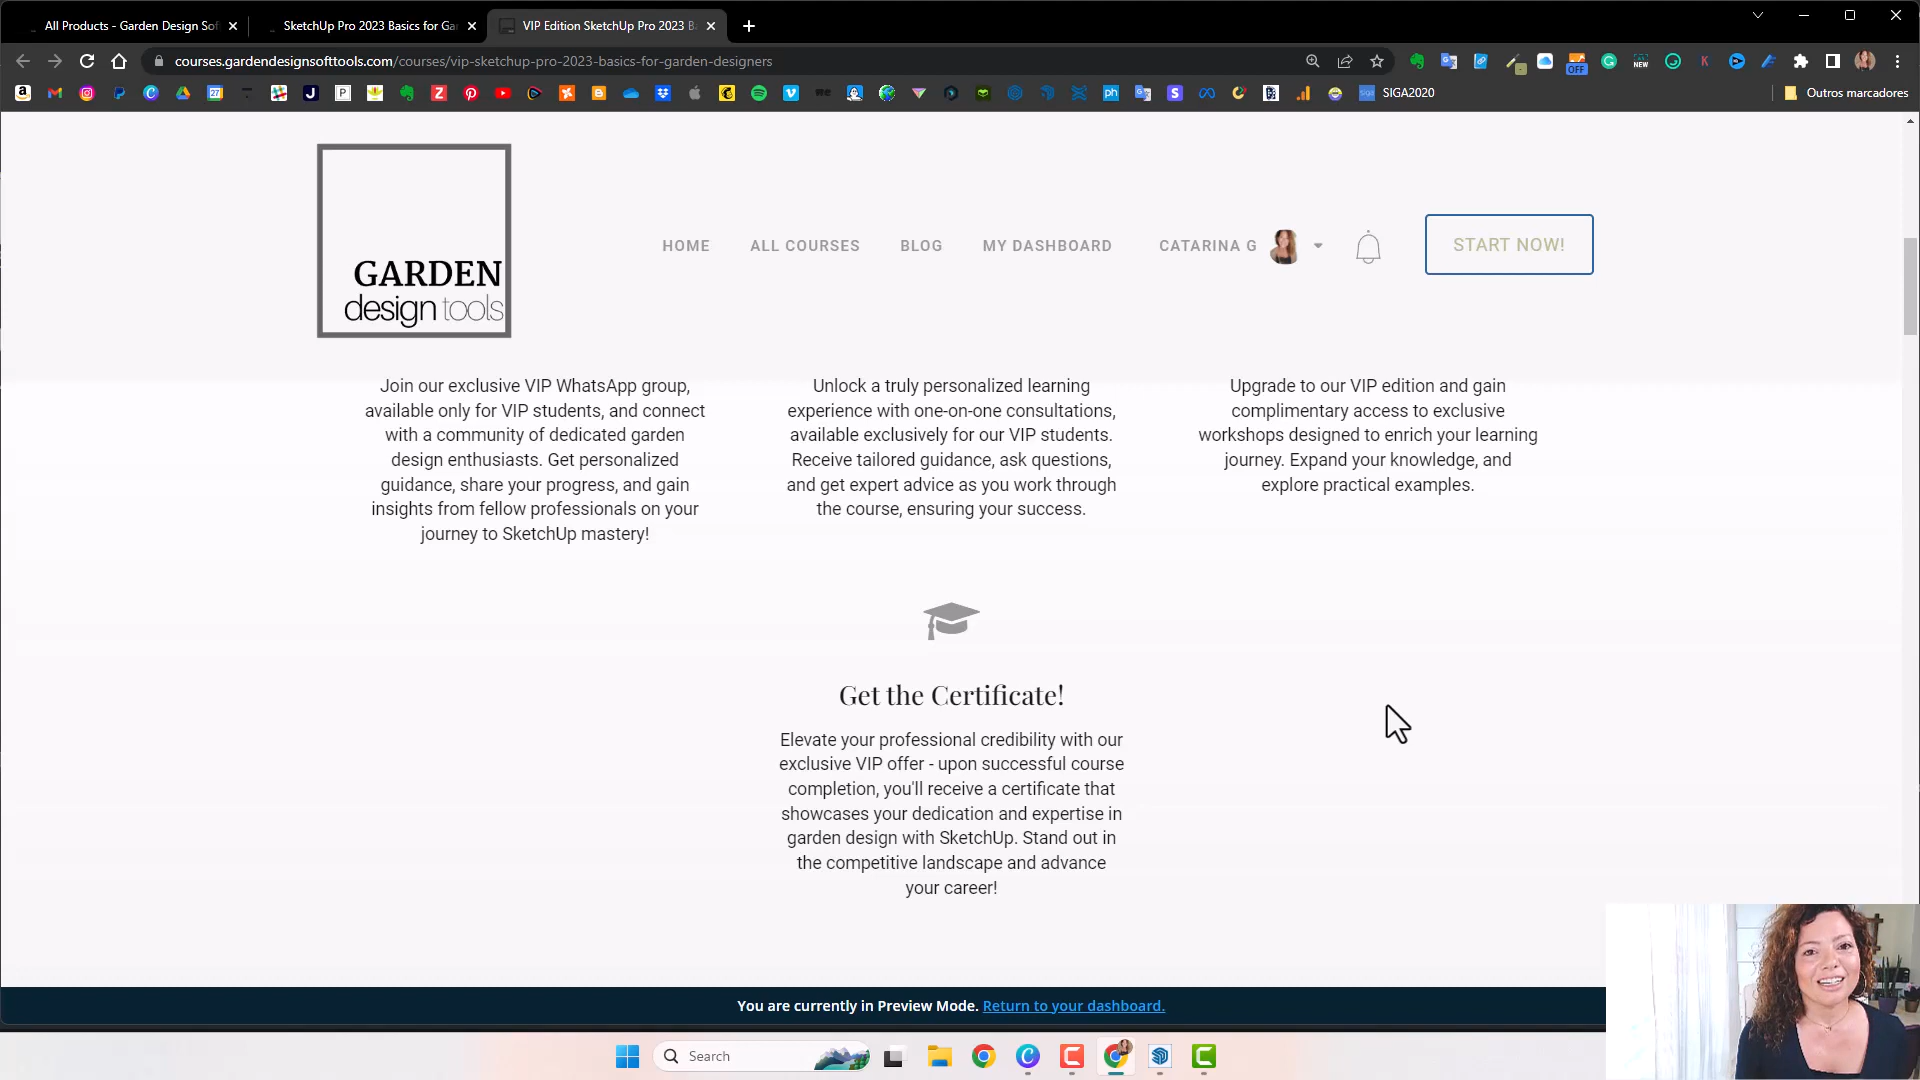 All Products - Garden Design Sof
SketchUp Pro 2023 Basics for Ga
VIP Edition SketchUp Pro 2023 B
courses.gardendesignsofttools.com/courses/vip-sketchup-pro-2023-basics-for-garden-designers
SIGA2020
Outros marcadores
GARDEN
design tools
HOME
ALL COURSES
BLOG
MY DASHBOARD
CATARINA G
START NOW!
Join our exclusive VIP WhatsApp group,
available only for VIP students, and connect
with a community of dedicated garden
design enthusiasts. Get personalized
guidance, share your progress, and gain
insights from fellow professionals on your
journey to SketchUp mastery!
Unlock a truly personalized learning
experience with one-on-one consultations,
available exclusively for our VIP students.
Receive tailored guidance, ask questions,
and get expert advice as you work through
the course, ensuring your success.
Upgrade to our VIP edition and gain
complimentary access to exclusive
workshops designed to enrich your learning
journey. Expand your knowledge, and
explore practical examples.
Get the Certificate!
Elevate your professional credibility with our
exclusive VIP offer - upon successful course
completion, you'll receive a certificate that
showcases your dedication and expertise in
garden design with SketchUp. Stand out in
the competitive landscape and advance
your career!
You are currently in Preview Mode. Return to your dashboard.
Search